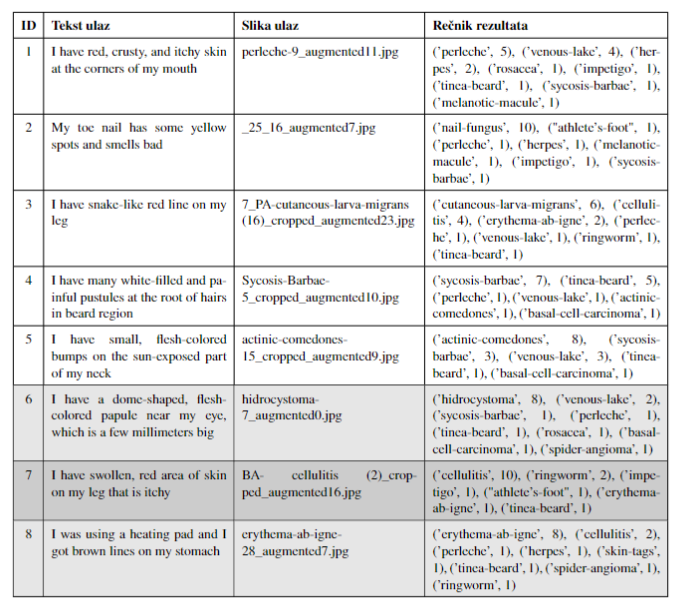 ID Tekst ulaz Slika ulaz Rečnik rezultata
1 I have red, crusty, and itchy skin perleche-9_augmented11.jpg ('perleche', 5), ('venous-lake', 4), ('her-
at the corners of my mouth pes', 2), ('rosacea', 1), ('impetigo', 1),
('tinea-beard', 1), ('sycosis-barbae', 1),
('melanotic-macule', 1)
2 My toe nail has some yellow _25_16_augmented7.jpg ('nail-fungus', 10), ("athlete's-foot", 1),
spots and smells bad ('perleche', 1), ('herpes', 1), ('melanotic-
macule', 1), ('impetigo', 1), ('sycosis-
barbae', 1)
3 I have snake-like red line on my 7_PA-cutaneous-larva-migrans ('cutaneous-larva-migrans', 6), ('celluli-
leg (16)_cropped_augmented23.jpg tis', 4), ('erythema-ab-igne', 2), ('perlec-
he', 1), ('venous-lake', 1), ('ringworm', 1),
('tinea-beard', 1)
4 I have many white-filled and pa- Sycosis-Barbae- ('sycosis-barbae', 7), ('tinea-beard', 5),
inful pustules at the root of hairs 5_cropped_augmented10.jpg ('perleche', 1), ('venous-lake', 1), ('actinic-
in beard region comedones', 1), ('basal-cell-carcinoma', 1)
5 I have small, flesh-colored actinic-comedones- ('actinic-comedones', 8), ('sycosis-
bumps on the sun-exposed part 15_cropped_augmented9.jpg barbae', 3), ('venous-lake', 3), ('tinea-
of my neck beard', 1), ('basal-cell-carcinoma', 1)
6 I have a dome-shaped, flesh- hidrocystoma- ('hidrocystoma', 8), ('venous-lake', 2),
colored papule near my eye, 7_augmented0.jpg ('sycosis-barbae', 1), ('perleche', 1),
which is a few millimeters big ('tinea-beard', 1), ('rosacea', 1), ('basal-
cell-carcinoma', 1), ('spider-angioma', 1)
7 I have swollen, red area of skin BA- cellulitis (2)_crop- ('cellulitis', 10), ('ringworm', 2), ('impe-
on my leg that is itchy ped_augmented16.jpg tigo', 1), ("athlete's-foot", 1), ('erythema-
ab-igne', 1), ('tinea-beard', 1)
8 I was using a heating pad and I erythema-ab-igne- ('erythema-ab-igne', 8), ('cellulitis', 2),
got brown lines on my stomach 28_augmented7.jpg ('perleche', 1), ('herpes', 1), ('skin-tags',
1), ('tinea-beard', 1), ('spider-angioma', 1),
('ringworm', 1)